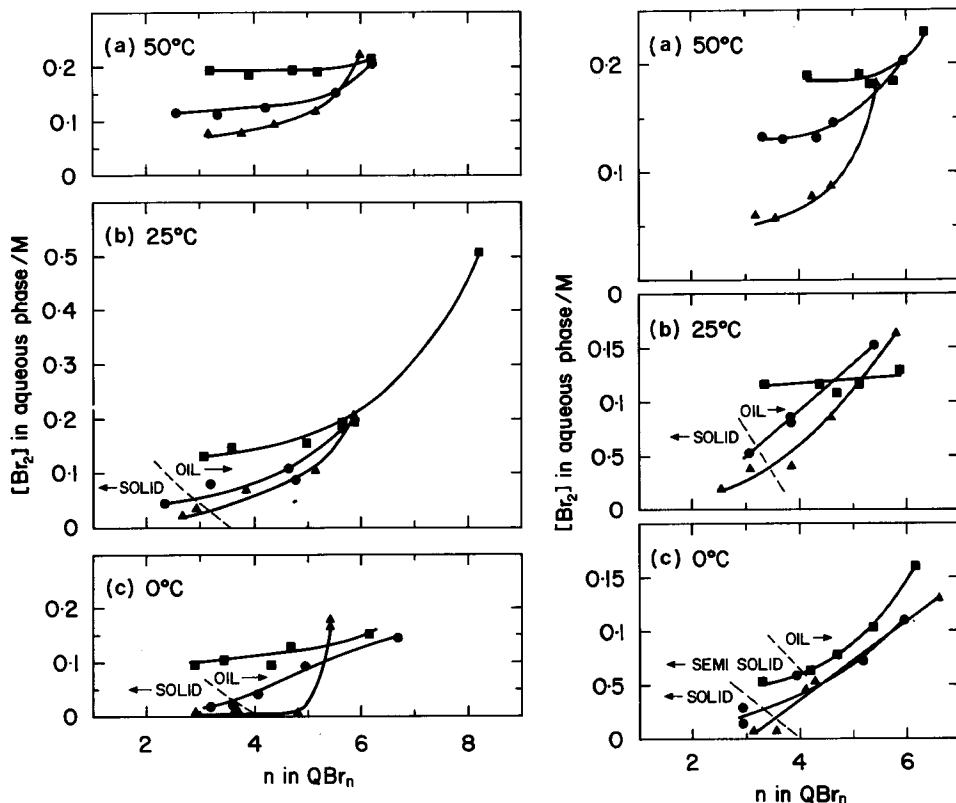 (a) 50°C
0·2
0·1
0
(b) 25°C
0·5
0·4
0·3
0·2
0·1
0
OIL →
← SOLID
(c) 0°C
0·2
0·1
0
OIL →
← SOLID
2 4 6 8
n in QBrn
[Br2] in aqueous phase/M
(a) 50°C
0·2
0·1
0
(b) 25°C
0·15
0·1
0·5
0
OIL →
← SOLID
(c) 0°C
0·15
0·1
0·5
0
OIL →
← SEMI SOLID
← SOLID
2 4 6
n in QBrn
[Br2] in aqueous phase/M